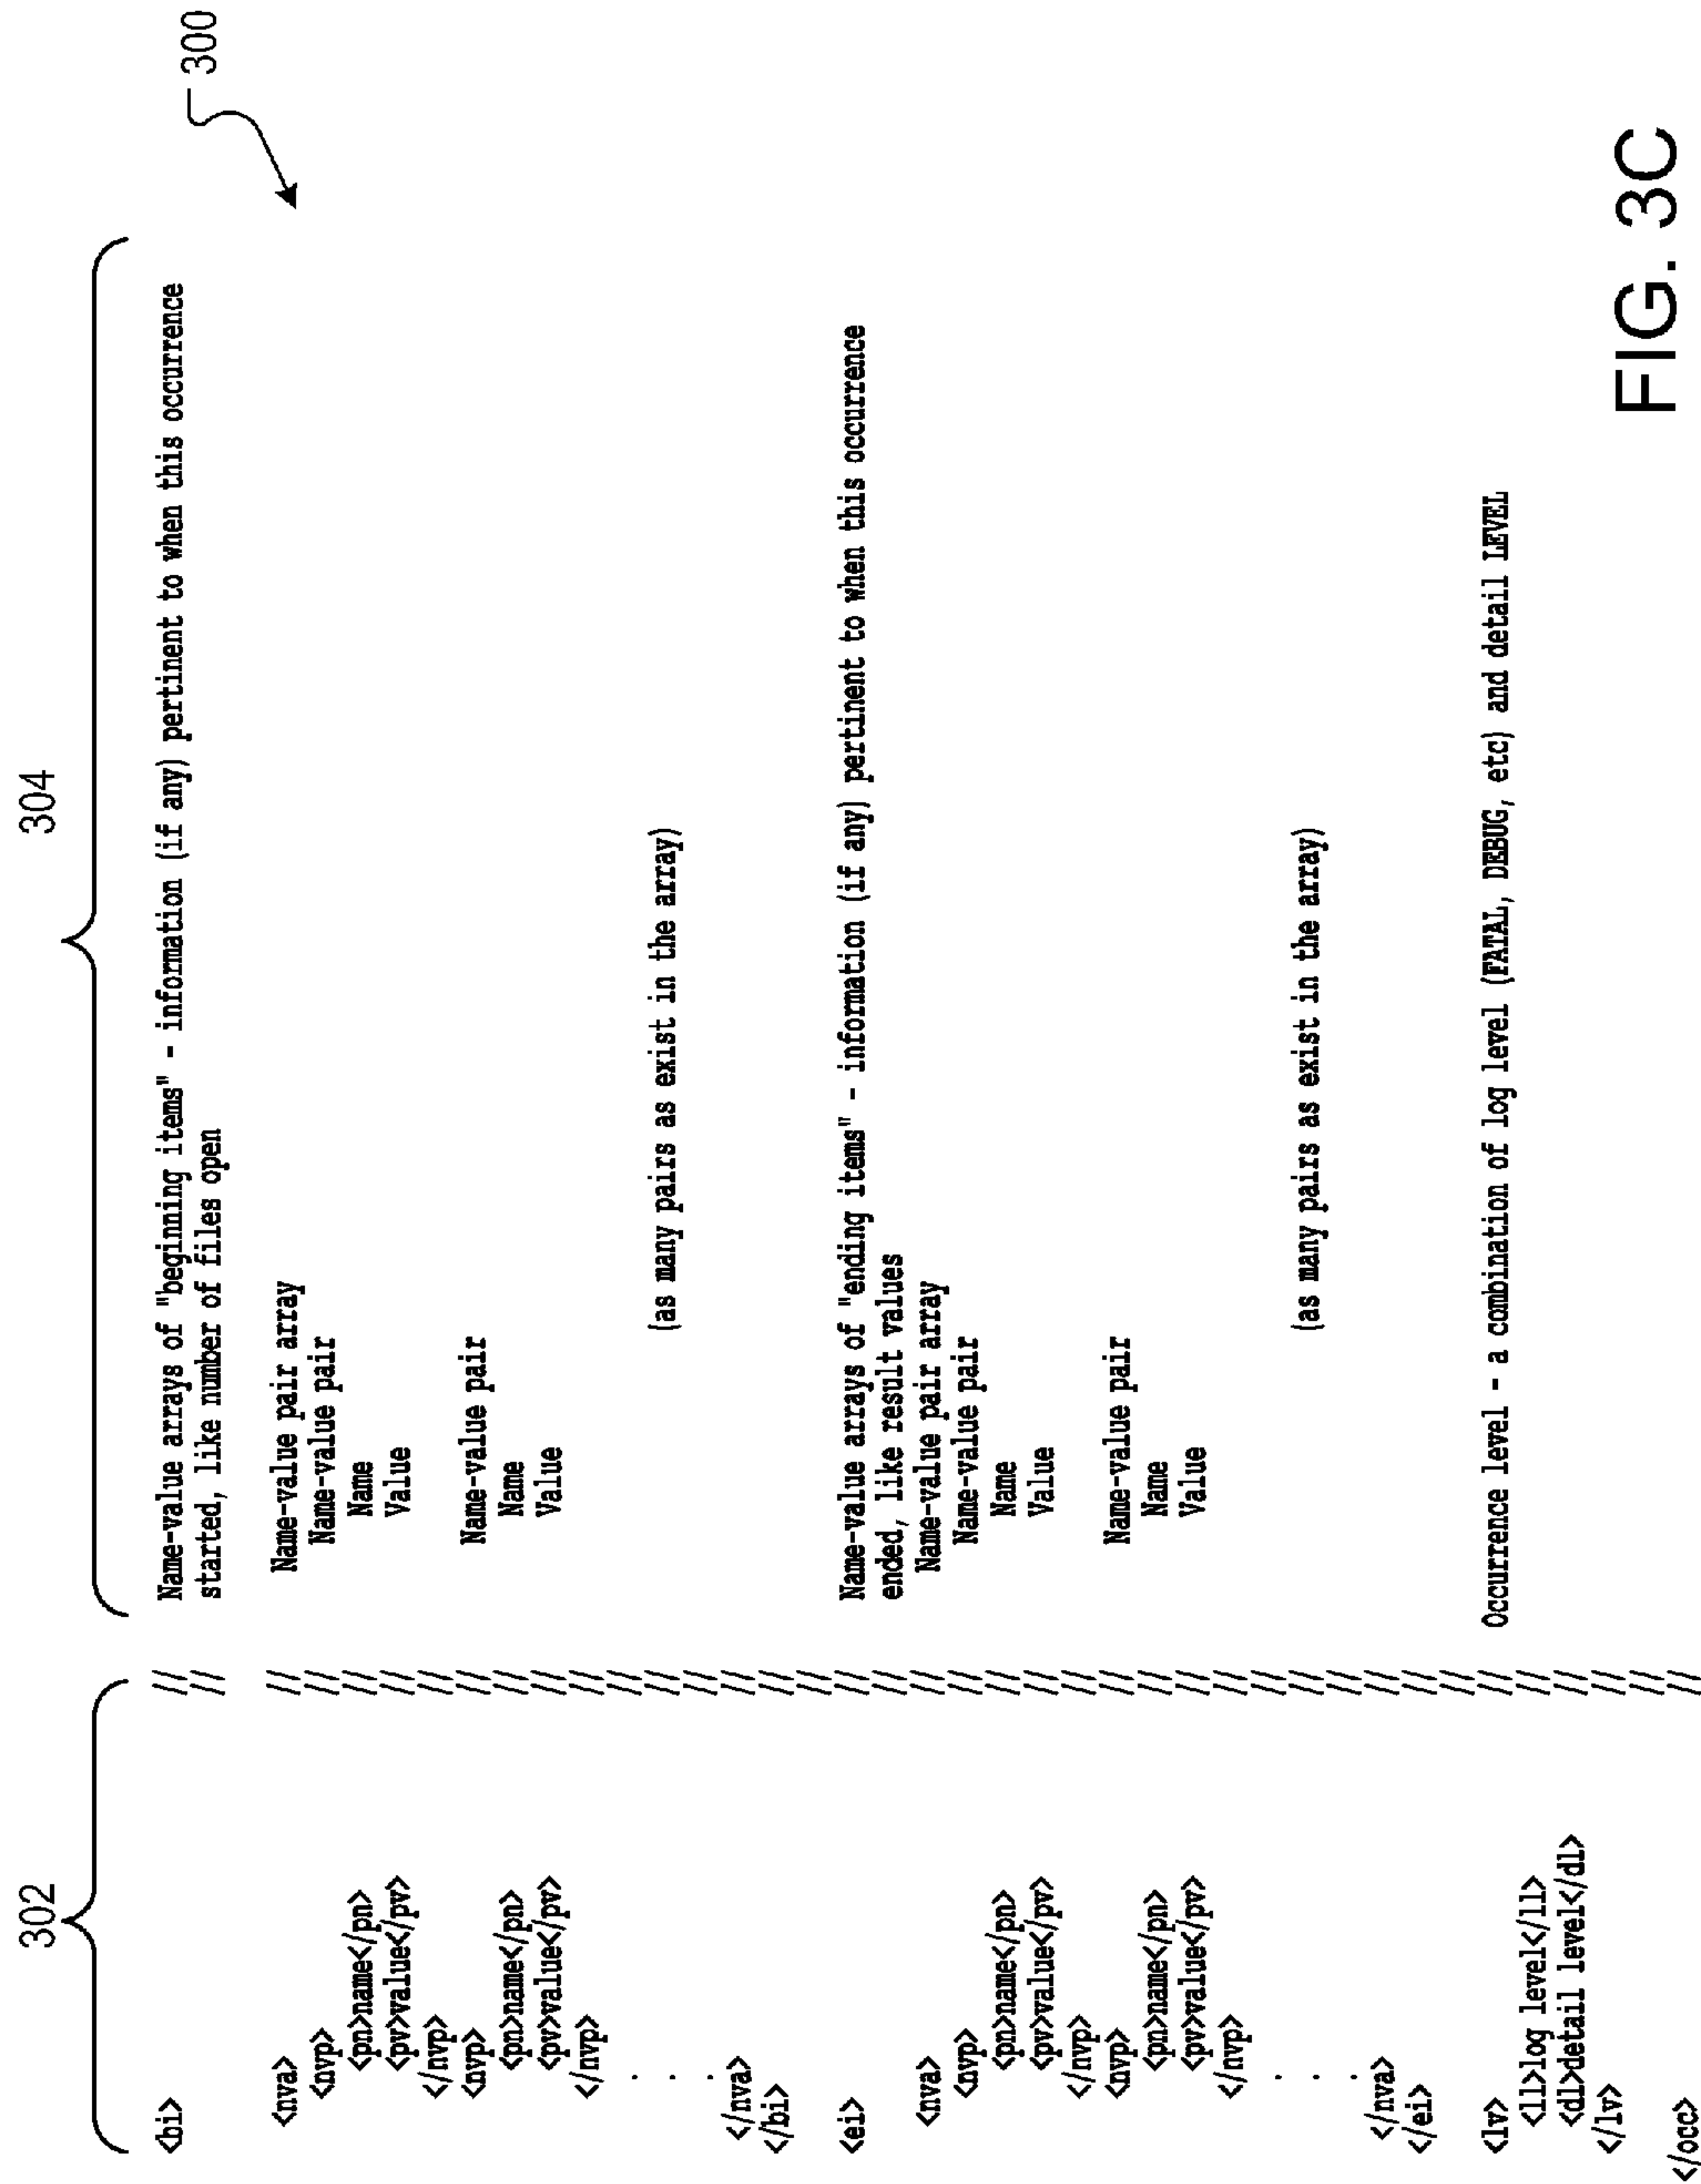 302 304
300
<bi> // Name-value arrays of "beginning items" - information (if any) pertinent to when this occurrence
// started, like number of files open
<nva> // Name-value pair array
<nvp> // Name-value pair
<pn>name</pn> // Name
<pv>value</pv> // Value
</nvp> //
<nvp> // Name-value pair
<pn>name</pn> // Name
<pv>value</pv> // Value
</nvp> //
. //
. // (as many pairs as exist in the array)
. //
</nva> //
</bi> //
//
<ei> // Name-value arrays of "ending items" - information (if any) pertinent to when this occurrence
// ended, like result values
<nva> // Name-value pair array
<nvp> // Name-value pair
<pn>name</pn> // Name
<pv>value</pv> // Value
</nvp> //
<nvp> // Name-value pair
<pn>name</pn> // Name
<pv>value</pv> // Value
</nvp> //
. //
. // (as many pairs as exist in the array)
. //
</nva> //
</ei> //
//
<lv> // Occurrence level - a combination of log level (FATAL, DEBUG, etc) and detail LEVEL
<ll>log level</ll> //
<dl>detail level</dl> //
</lv> //
//
</occ> //
FIG. 3C